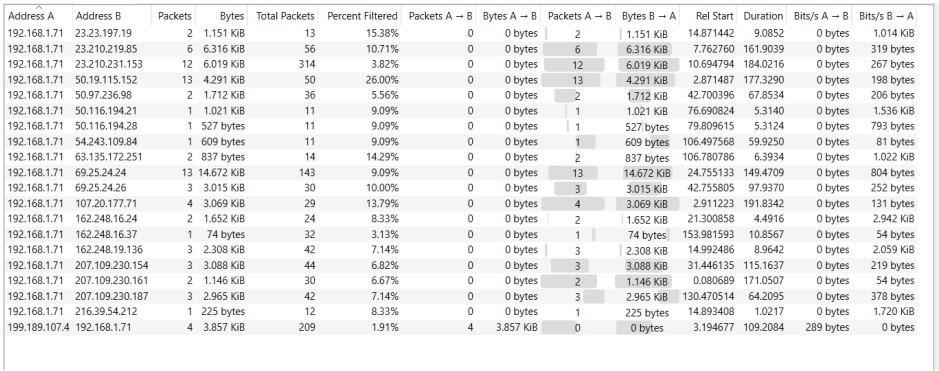 Address A Address B Packets Bytes Total Packets Percent Filtered Packets A → B Bytes A → B Packets A → B Bytes B → A Rel Start Duration Bits/s A → B Bits/s B → A
192.168.1.71 23.23.197.19 2 1.151 KiB 13 15.38% 0 0 bytes 2 1.151 KiB 14.871442 9.0852 0 bytes 1.014 KiB
192.168.1.71 23.210.219.85 6 6.316 KiB 56 10.71% 0 0 bytes 6 6.316 KiB 7.762760 161.9039 0 bytes 319 bytes
192.168.1.71 23.210.231.153 12 6.019 KiB 314 3.82% 0 0 bytes 12 6.019 KiB 10.694794 184.0216 0 bytes 267 bytes
192.168.1.71 50.19.115.152 13 4.291 KiB 50 26.00% 0 0 bytes 13 4.291 KiB 2.871487 177.3290 0 bytes 198 bytes
192.168.1.71 50.97.236.98 2 1.712 KiB 36 5.56% 0 0 bytes 2 1.712 KiB 42.700396 67.8534 0 bytes 206 bytes
192.168.1.71 50.116.194.21 1 1.021 KiB 11 9.09% 0 0 bytes 1 1.021 KiB 76.690824 5.3140 0 bytes 1.536 KiB
192.168.1.71 50.116.194.28 1 527 bytes 11 9.09% 0 0 bytes 1 527 bytes 79.809615 5.3124 0 bytes 793 bytes
192.168.1.71 54.243.109.84 1 609 bytes 11 9.09% 0 0 bytes 1 609 bytes 106.497568 59.9250 0 bytes 81 bytes
192.168.1.71 63.135.172.251 2 837 bytes 14 14.29% 0 0 bytes 2 837 bytes 106.780786 6.3934 0 bytes 1.022 KiB
192.168.1.71 69.25.24.24 13 14.672 KiB 143 9.09% 0 0 bytes 13 14.672 KiB 24.755133 149.4709 0 bytes 804 bytes
192.168.1.71 69.25.24.26 3 3.015 KiB 30 10.00% 0 0 bytes 3 3.015 KiB 42.755805 97.9370 0 bytes 252 bytes
192.168.1.71 107.20.177.71 4 3.069 KiB 29 13.79% 0 0 bytes 4 3.069 KiB 2.911223 191.8342 0 bytes 131 bytes
192.168.1.71 162.248.16.24 2 1.652 KiB 24 8.33% 0 0 bytes 2 1.652 KiB 21.300858 4.4916 0 bytes 2.942 KiB
192.168.1.71 162.248.16.37 1 74 bytes 32 3.13% 0 0 bytes 1 74 bytes 153.981593 10.8567 0 bytes 54 bytes
192.168.1.71 162.248.19.136 3 2.308 KiB 42 7.14% 0 0 bytes 3 2.308 KiB 14.992486 8.9642 0 bytes 2.059 KiB
192.168.1.71 207.109.230.154 3 3.088 KiB 44 6.82% 0 0 bytes 3 3.088 KiB 31.446135 115.1637 0 bytes 219 bytes
192.168.1.71 207.109.230.161 2 1.146 KiB 30 6.67% 0 0 bytes 2 1.146 KiB 0.080689 171.0507 0 bytes 54 bytes
192.168.1.71 207.109.230.187 3 2.965 KiB 42 7.14% 0 0 bytes 3 2.965 KiB 130.470514 64.2095 0 bytes 378 bytes
192.168.1.71 216.39.54.212 1 225 bytes 12 8.33% 0 0 bytes 1 225 bytes 14.893408 1.0217 0 bytes 1.720 KiB
199.189.107.4 192.168.1.71 4 3.857 KiB 209 1.91% 4 3.857 KiB 0 0 bytes 3.194677 109.2084 289 bytes 0 bytes